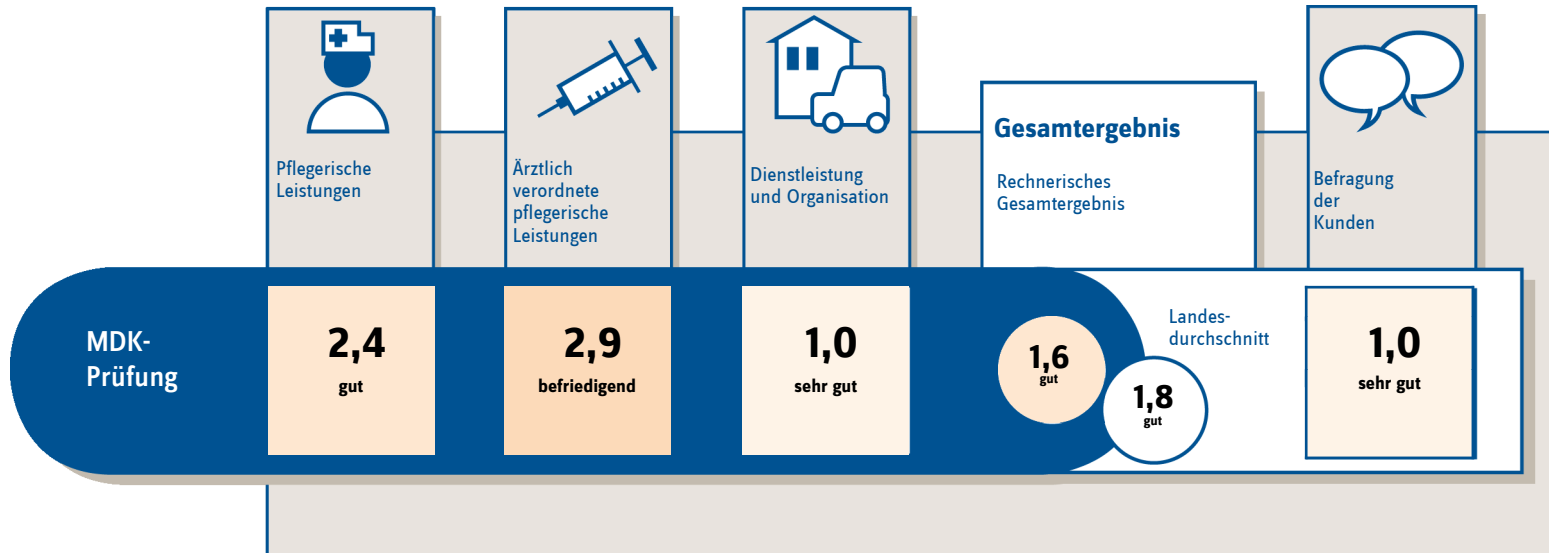 Pflegerische
Leistungen
Ärztlich
verordnete
pflegerische
Leistungen
Dienstleistung
und Organisation
Gesamtergebnis
Rechnerisches
Gesamtergebnis
Befragung
der
Kunden
MDK-
Prüfung
2,4
gut
2,9
befriedigend
1,0
sehr gut
1,6
gut
Landes-
durchschnitt
1,8
gut
1,0
sehr gut